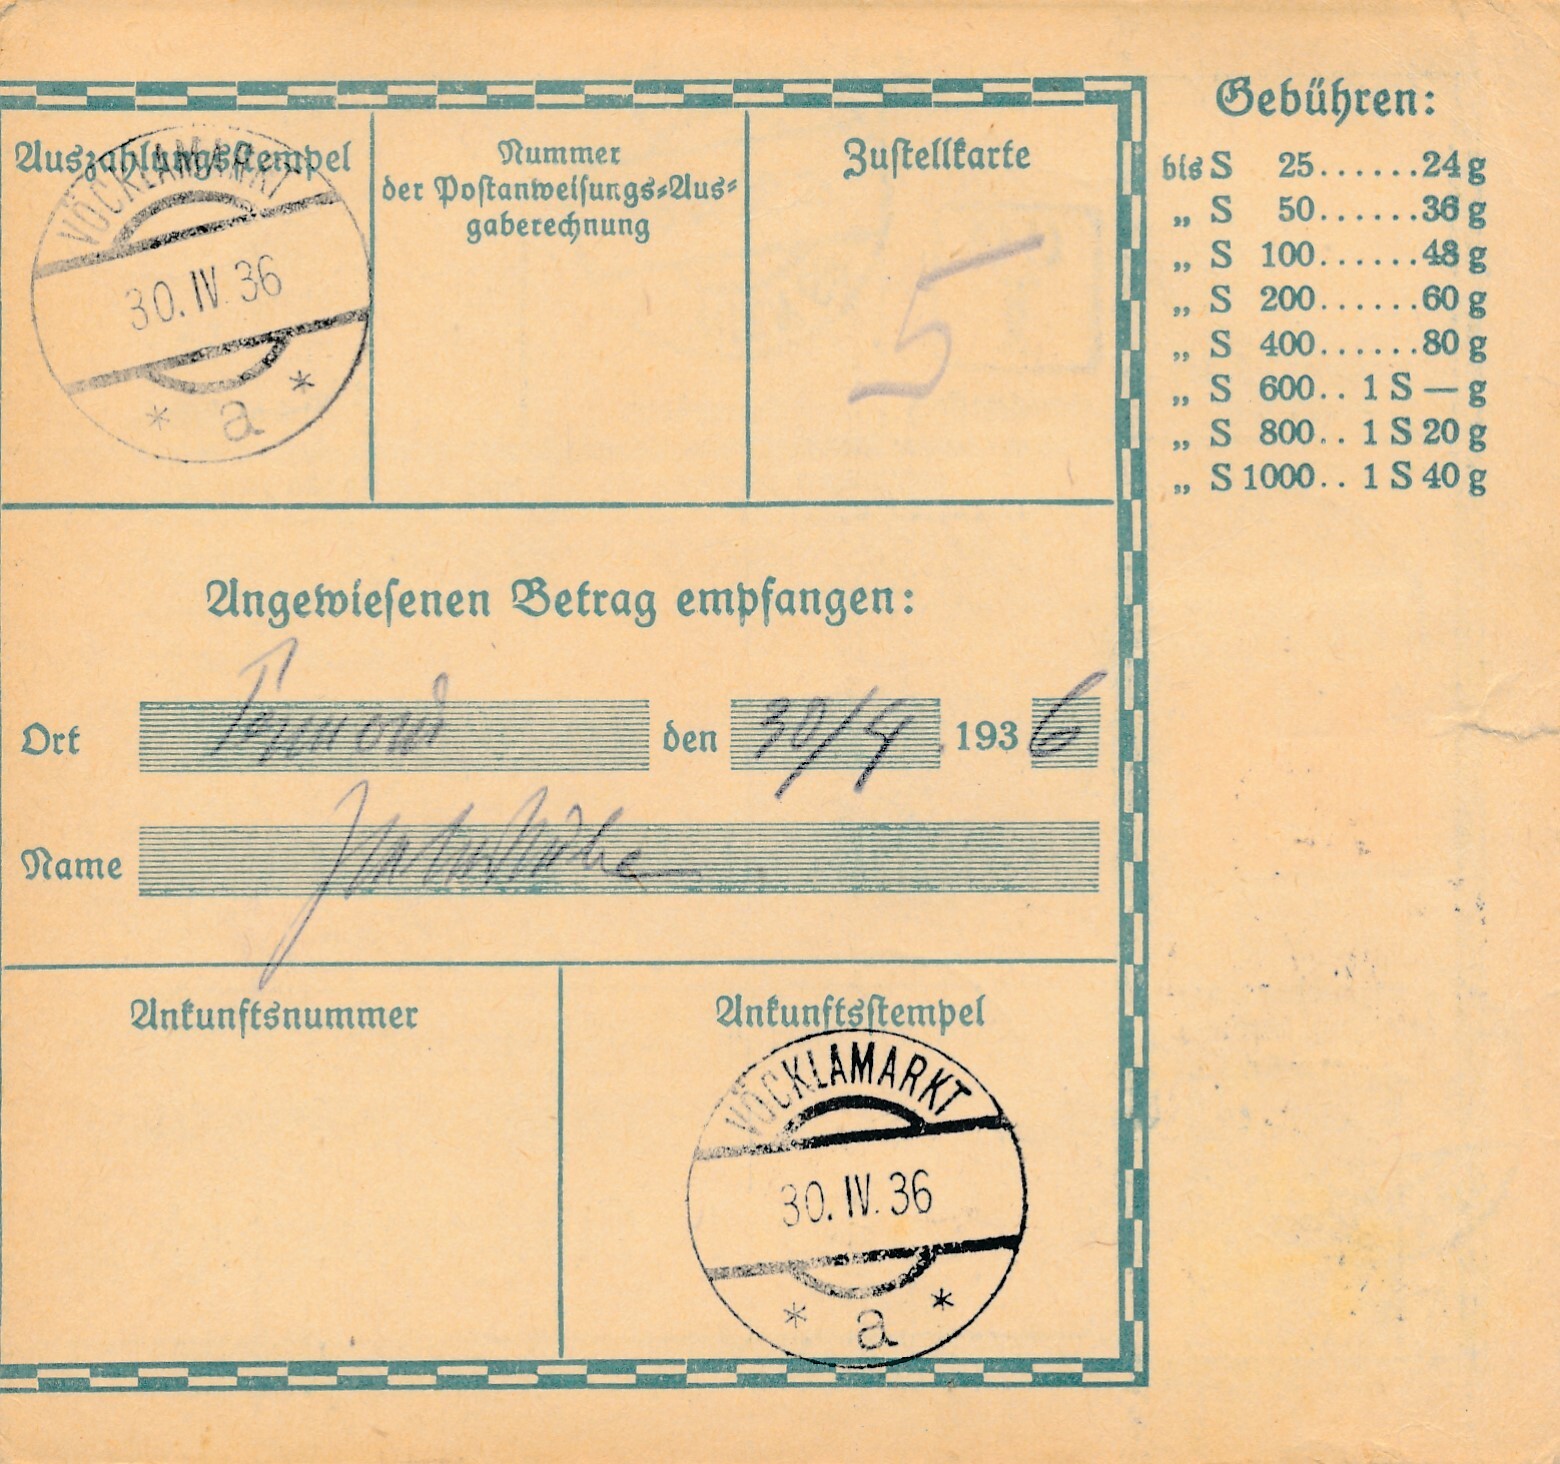 Auszahlungsstempel
VÖCKLAMARKT
30. IV. 36
* a *
Nummer
der Postanweisungs-Aus-
gaberechnung
Zustellkarte
5
Gebühren:
bis S 25......24 g
„ S 50......36 g
„ S 100......48 g
„ S 200......60 g
„ S 400......80 g
„ S 600.. 1 S — g
„ S 800.. 1 S 20 g
„ S 1000.. 1 S 40 g
Angewiesenen Betrag empfangen:
Ort den 30/4 . 1936
Name
Ankunftsnummer
Ankunftsstempel
VÖCKLAMARKT
30. IV. 36
* a *